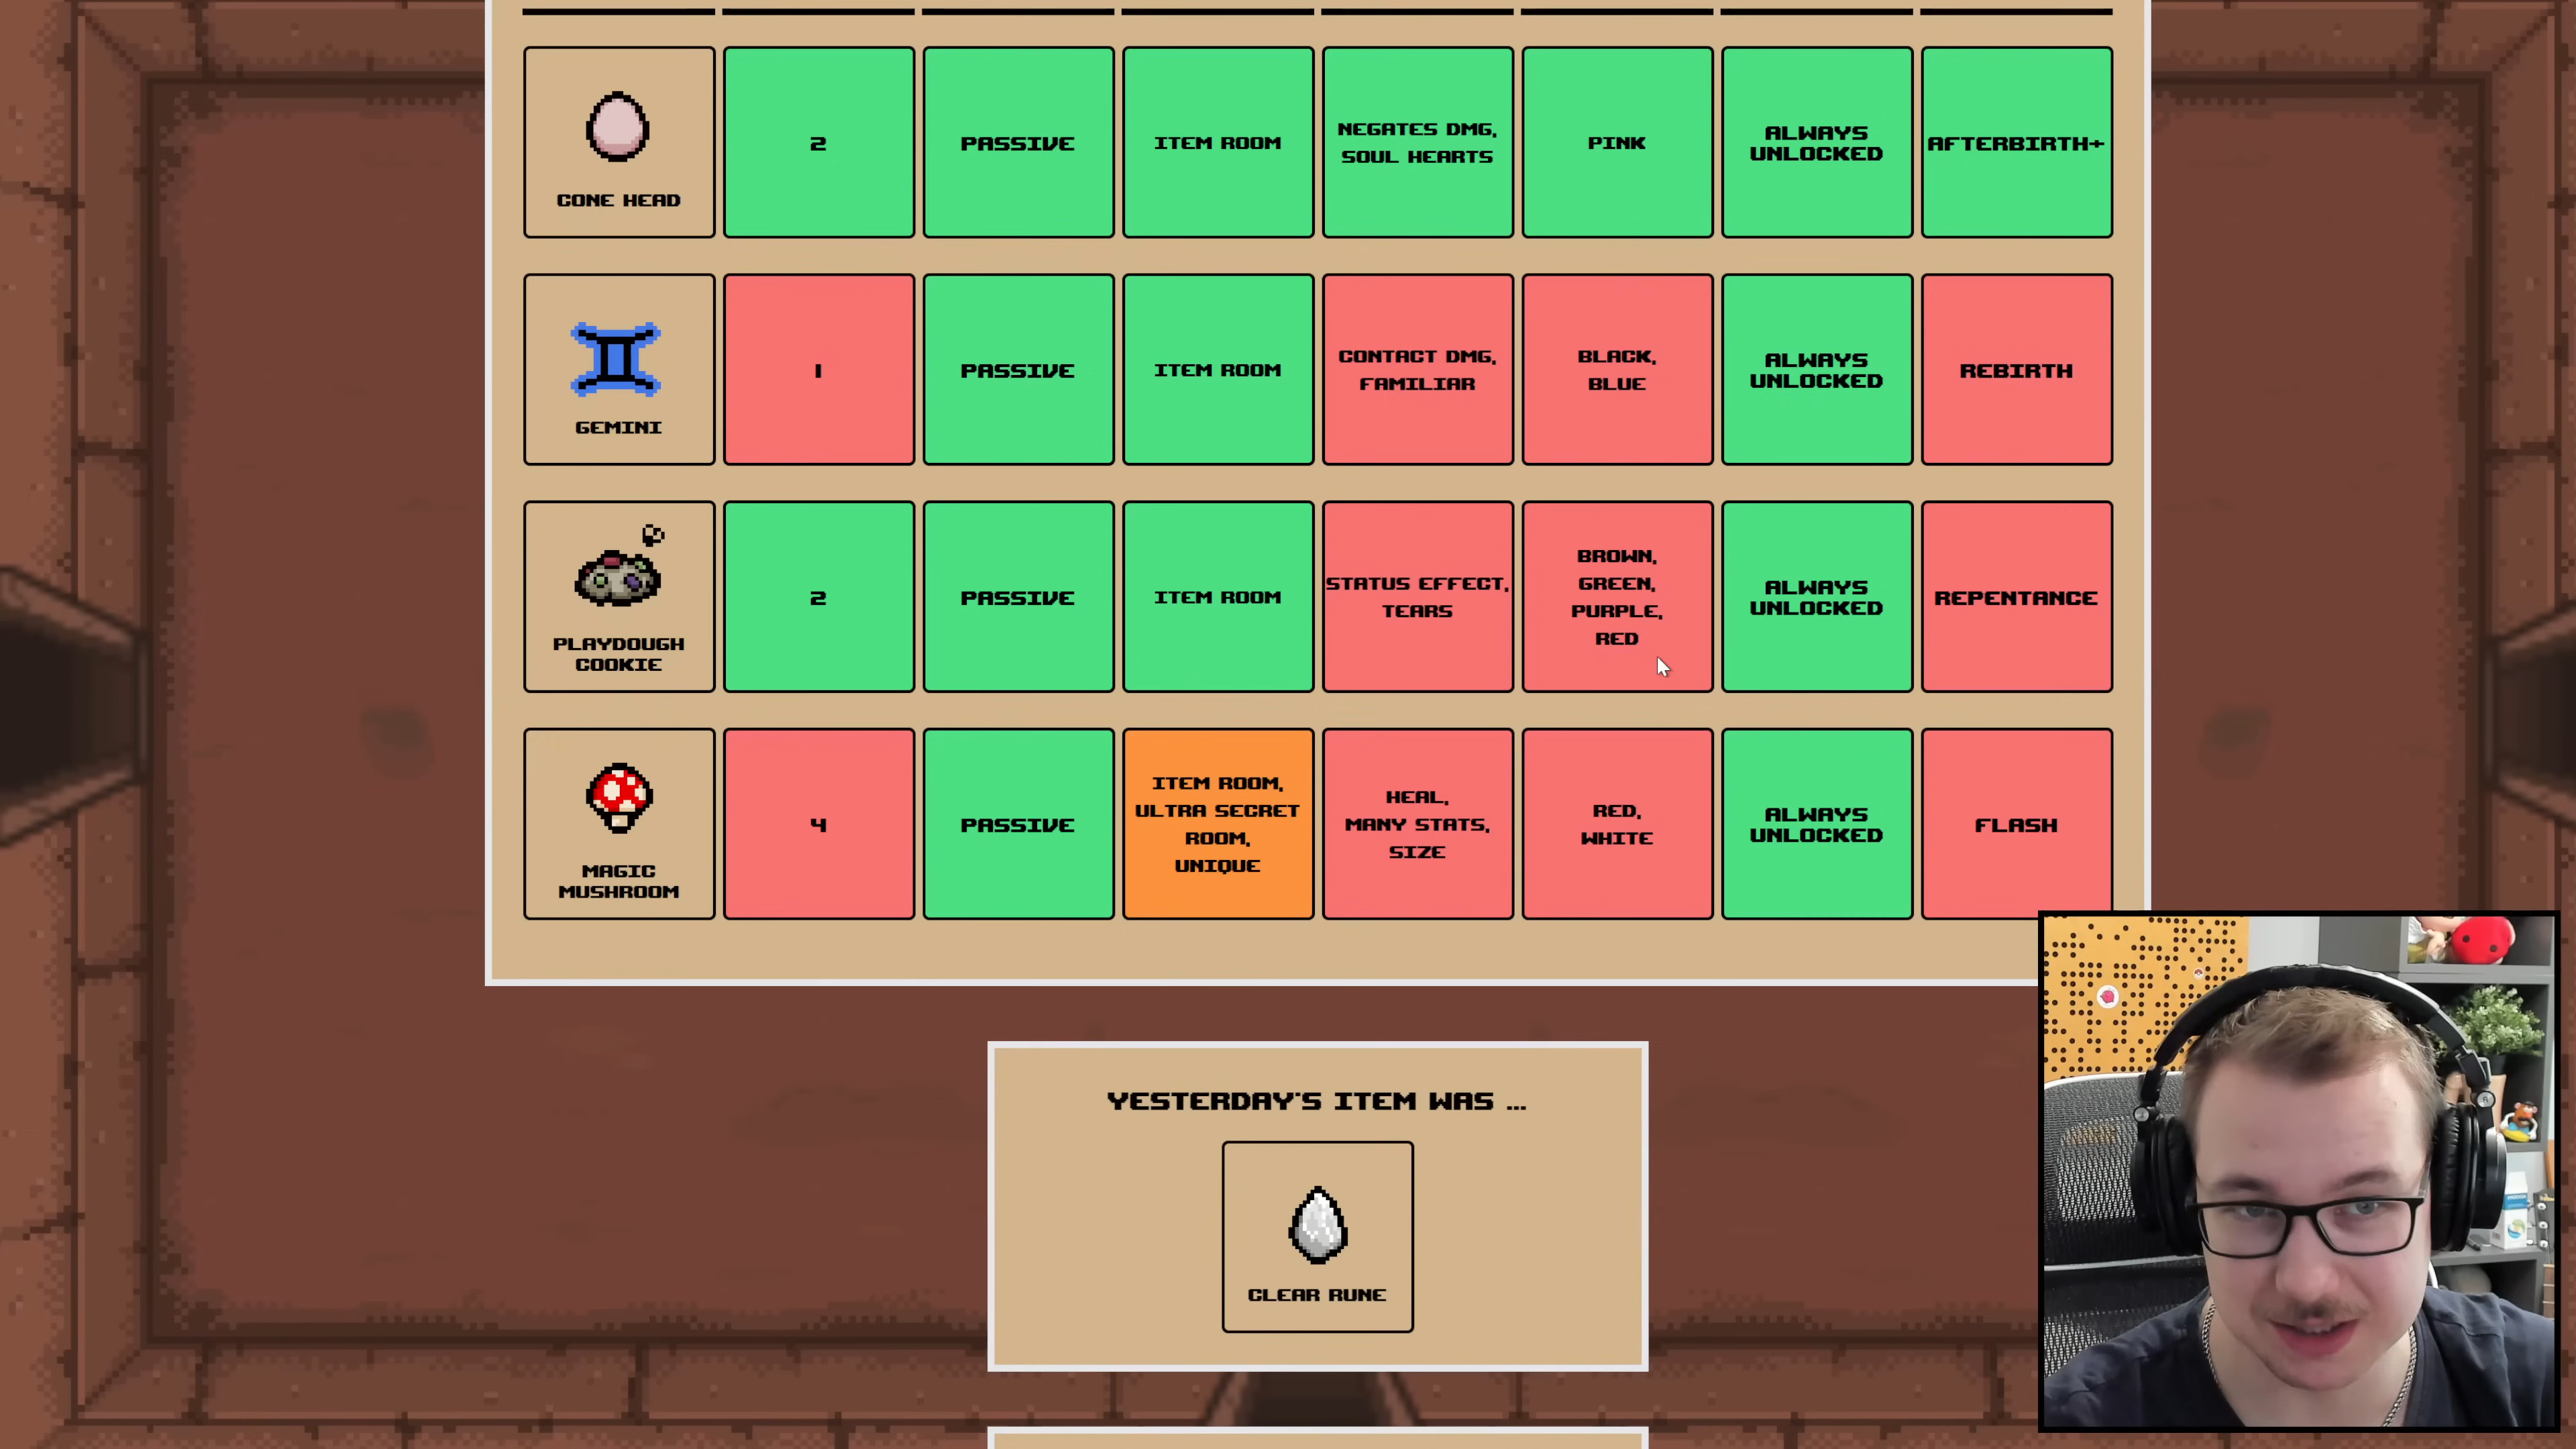 CONE HEAD
2
PASSIVE
ITEM ROOM
NEGATES DMG,
SOUL HEARTS
PINK
ALWAYS
UNLOCKED
AFTERBIRTH+
GEMINI
1
PASSIVE
ITEM ROOM
CONTACT DMG,
FAMILIAR
BLACK,
BLUE
ALWAYS
UNLOCKED
REBIRTH
PLAYDOUGH
COOKIE
2
PASSIVE
ITEM ROOM
STATUS EFFECT,
TEARS
BROWN,
GREEN,
PURPLE,
RED
ALWAYS
UNLOCKED
REPENTANCE
MAGIC
MUSHROOM
4
PASSIVE
ITEM ROOM,
ULTRA SECRET
ROOM,
UNIQUE
HEAL,
MANY STATS,
SIZE
RED,
WHITE
ALWAYS
UNLOCKED
FLASH
YESTERDAY'S ITEM WAS ...
CLEAR RUNE